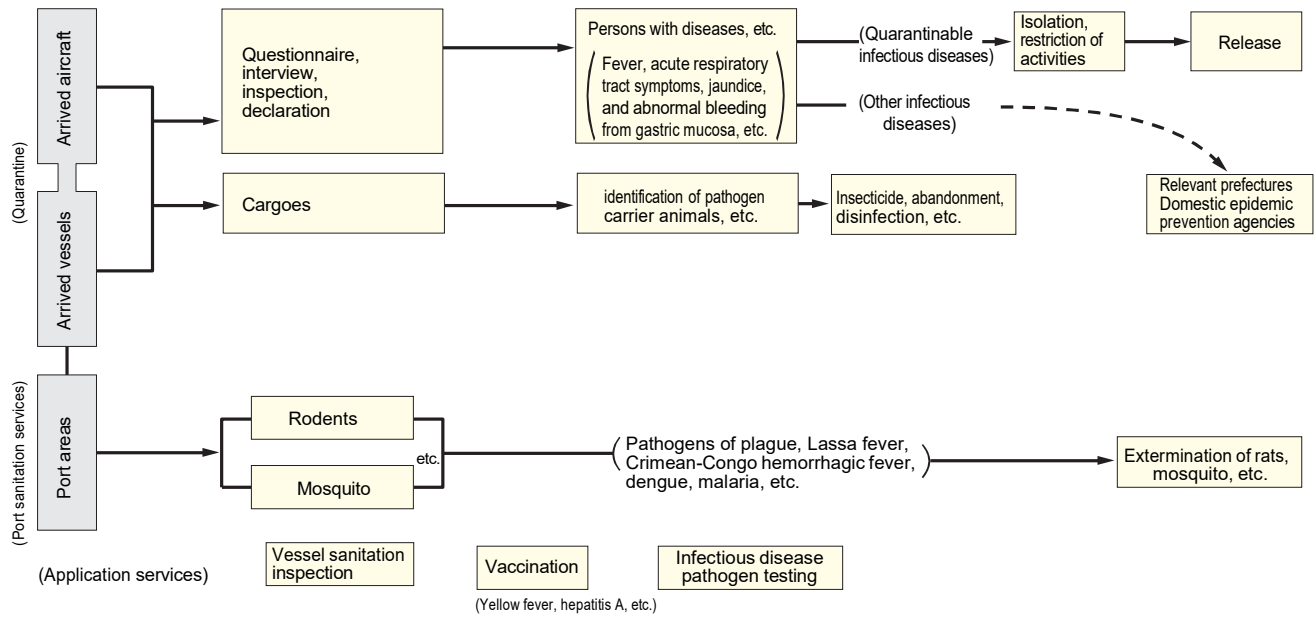 (Quarantine)
Arrived aircraft
Arrived vessels
Questionnaire,
interview,
inspection,
declaration
Persons with diseases, etc.
Fever, acute respiratory
tract symptoms, jaundice,
and abnormal bleeding
from gastric mucosa, etc.
(Quarantinable
infectious diseases)
Isolation,
restriction of
activities
Release
(Other infectious
diseases)
Relevant prefectures
Domestic epidemic
prevention agencies
Cargoes
identification of pathogen
carrier animals, etc.
Insecticide, abandonment,
disinfection, etc.
(Port sanitation services)
Port areas
Rodents
etc.
Mosquito
(Pathogens of plague, Lassa fever,
Crimean-Congo hemorrhagic fever,
dengue, malaria, etc.)
Extermination of rats,
mosquito, etc.
(Application services)
Vessel sanitation
inspection
Vaccination
(Yellow fever, hepatitis A, etc.)
Infectious disease
pathogen testing